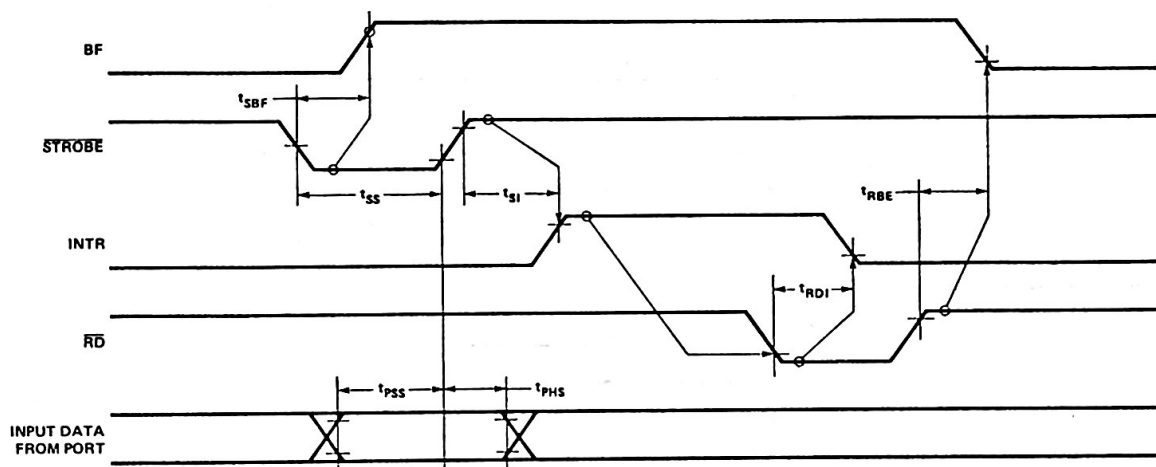 BF
tSBF
STROBE
tSS
tSI
tRBE
INTR
tRDI
RD
tPSS
tPHS
INPUT DATA
FROM PORT